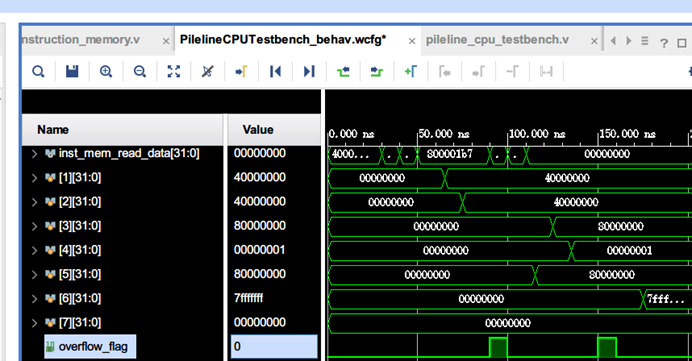 nstruction_memory.v PilelineCPUTestbench_behav.wcfg* pileline_cpu_testbench.v
Name Value
0.000 ns 50.000 ns 100.000 ns 150.000 ns
inst_mem_read_data[31:0] 00000000 4000... 800001b7 00000000
[1][31:0] 40000000 00000000 40000000
[2][31:0] 40000000 00000000 40000000
[3][31:0] 80000000 00000000 80000000
[4][31:0] 00000001 00000000 00000001
[5][31:0] 80000000 00000000 80000000
[6][31:0] 7fffffff 00000000 7fff...
[7][31:0] 00000000 00000000
overflow_flag 0